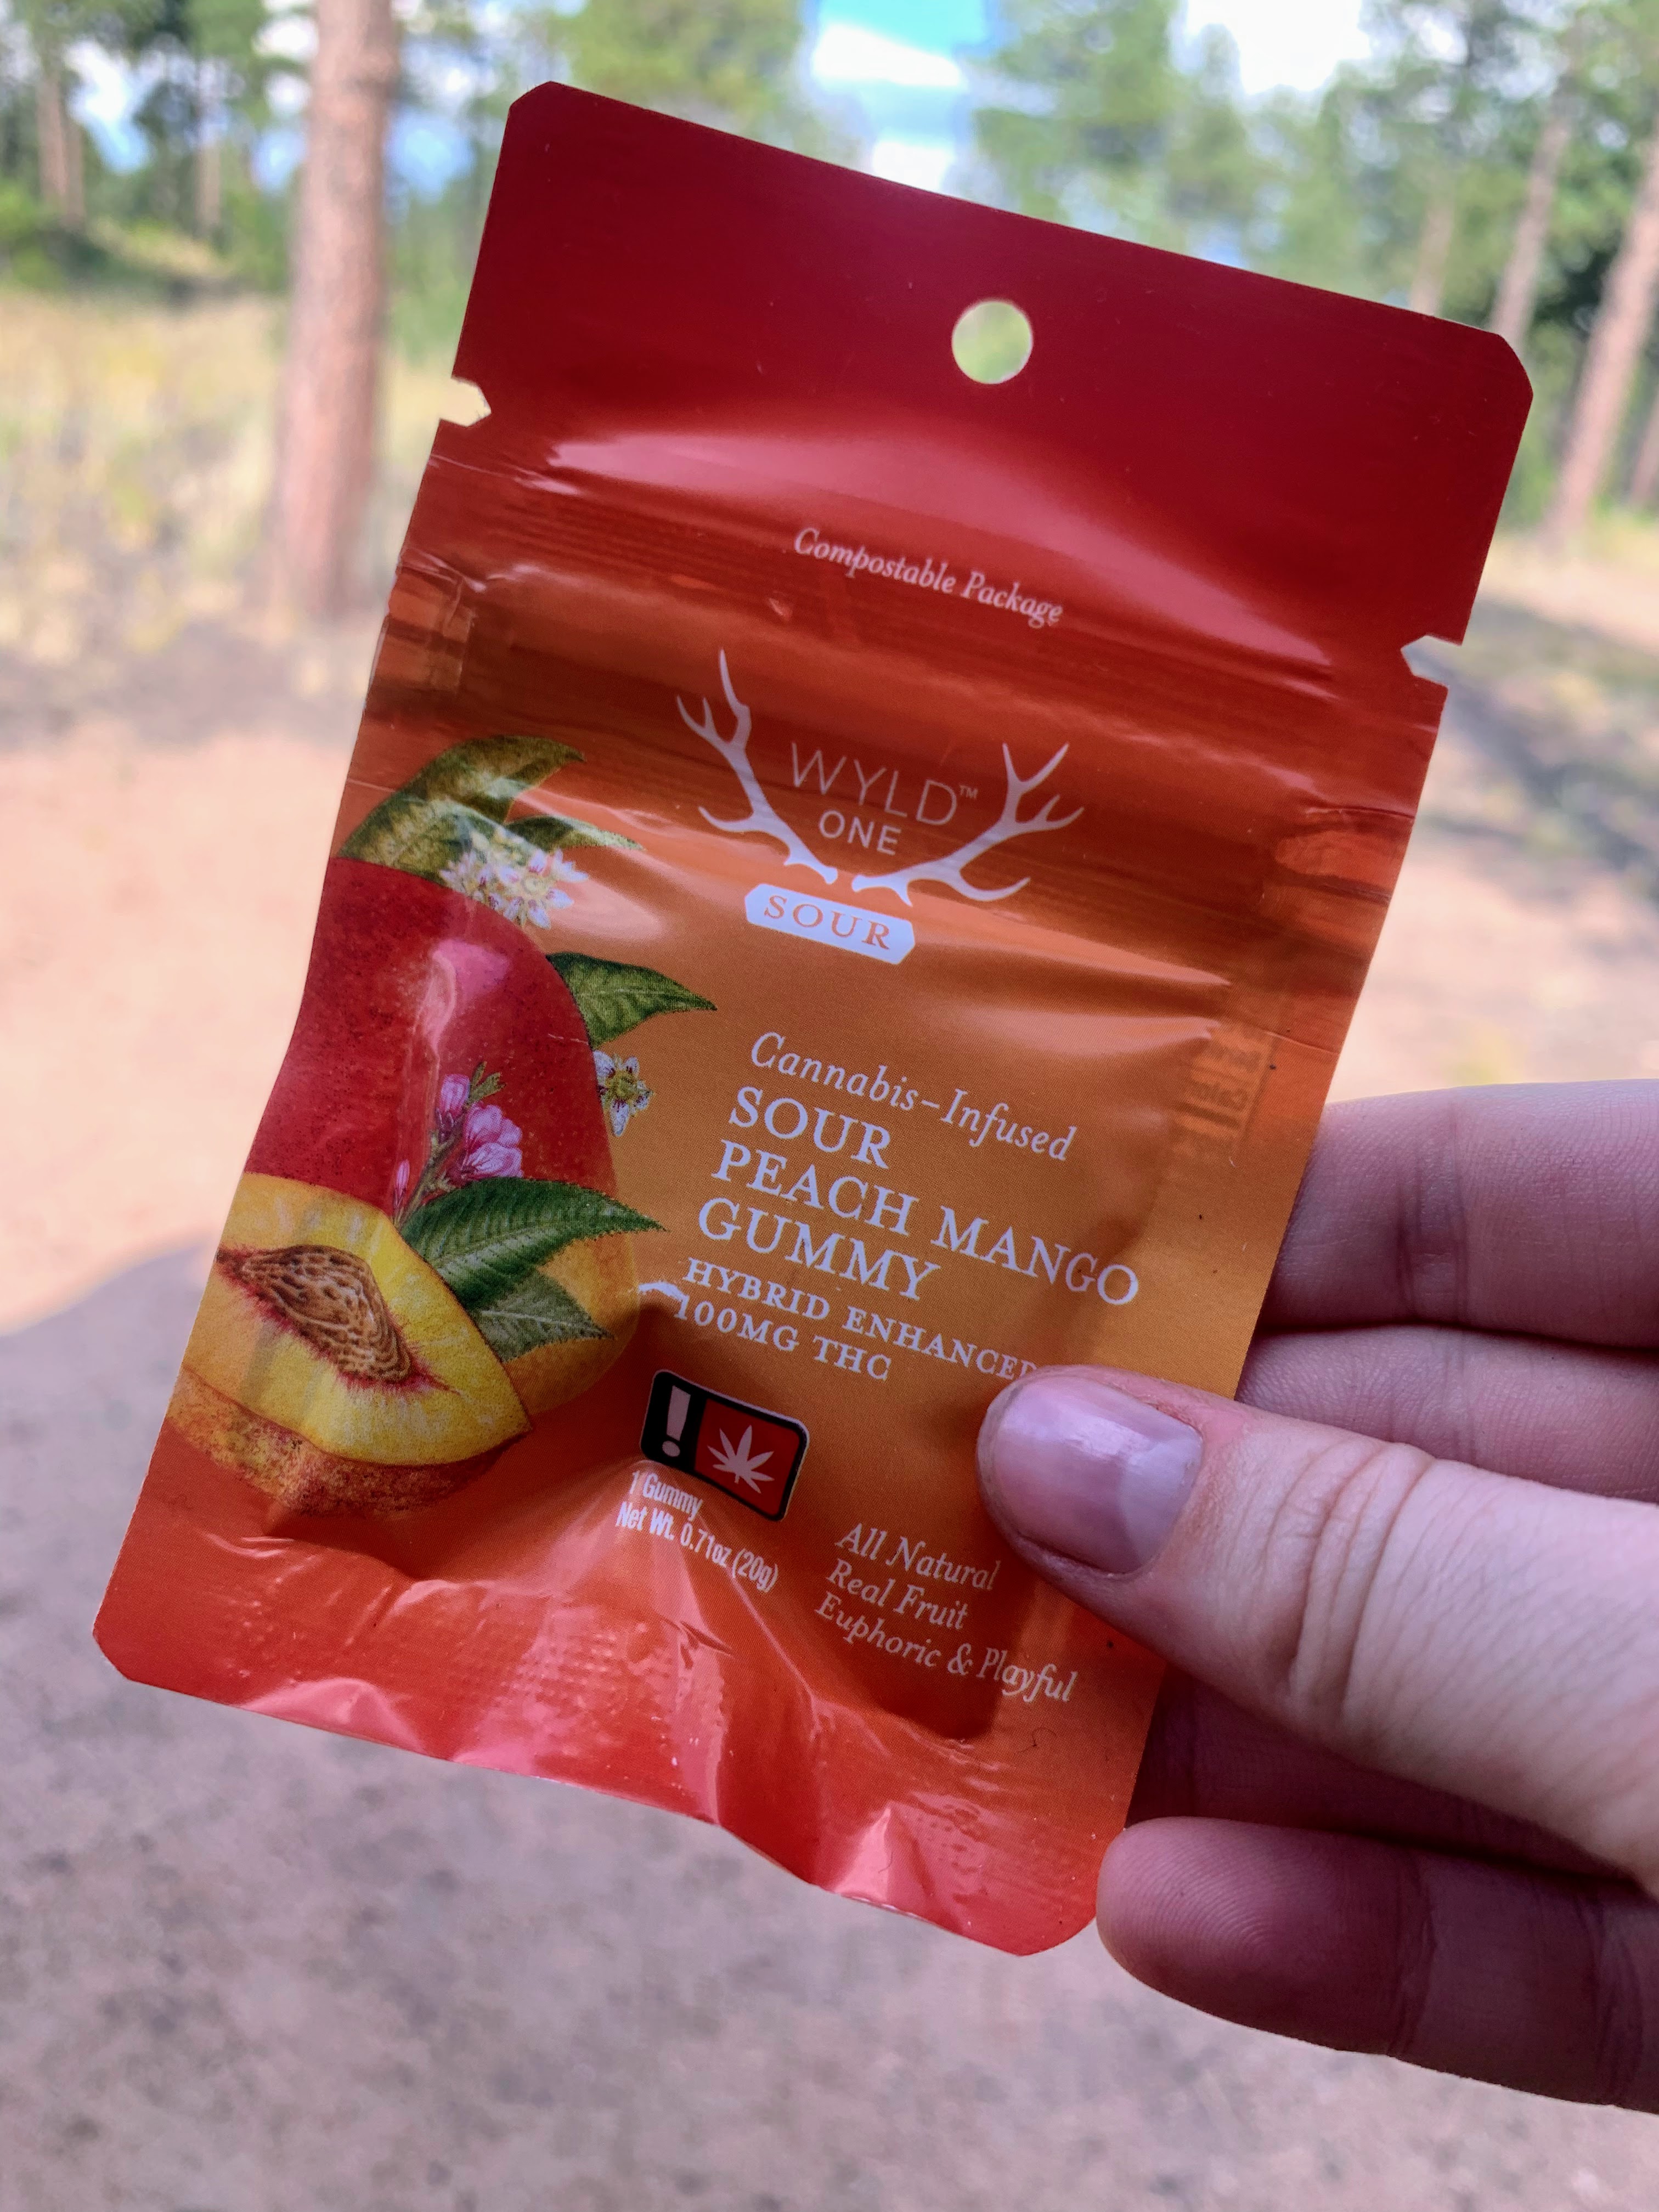 Compostable Package
WYLD™
ONE
SOUR
Cannabis-Infused
SOUR
PEACH MANGO
GUMMY
HYBRID ENHANCED
100MG THC
!
1 Gummy
Net Wt. 0.71oz (20g)
All Natural
Real Fruit
Euphoric & Playful